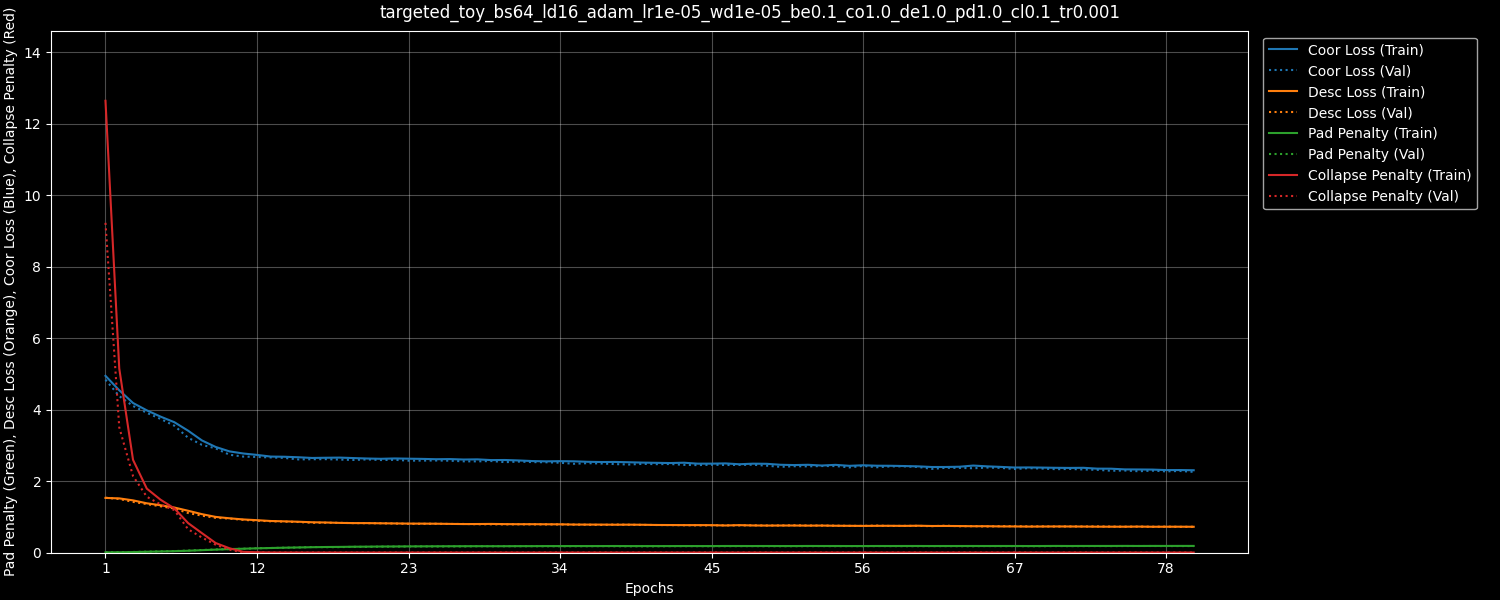 targeted_toy_bs64_ld16_adam_lr1e-05_wd1e-05_be0.1_co1.0_de1.0_pd1.0_cl0.1_tr0.001
Pad Penalty (Green), Desc Loss (Orange), Coor Loss (Blue), Collapse Penalty (Red)
14
12
10
8
6
4
2
0
1 12 23 34 45 56 67 78
Epochs
Coor Loss (Train)
Coor Loss (Val)
Desc Loss (Train)
Desc Loss (Val)
Pad Penalty (Train)
Pad Penalty (Val)
Collapse Penalty (Train)
Collapse Penalty (Val)